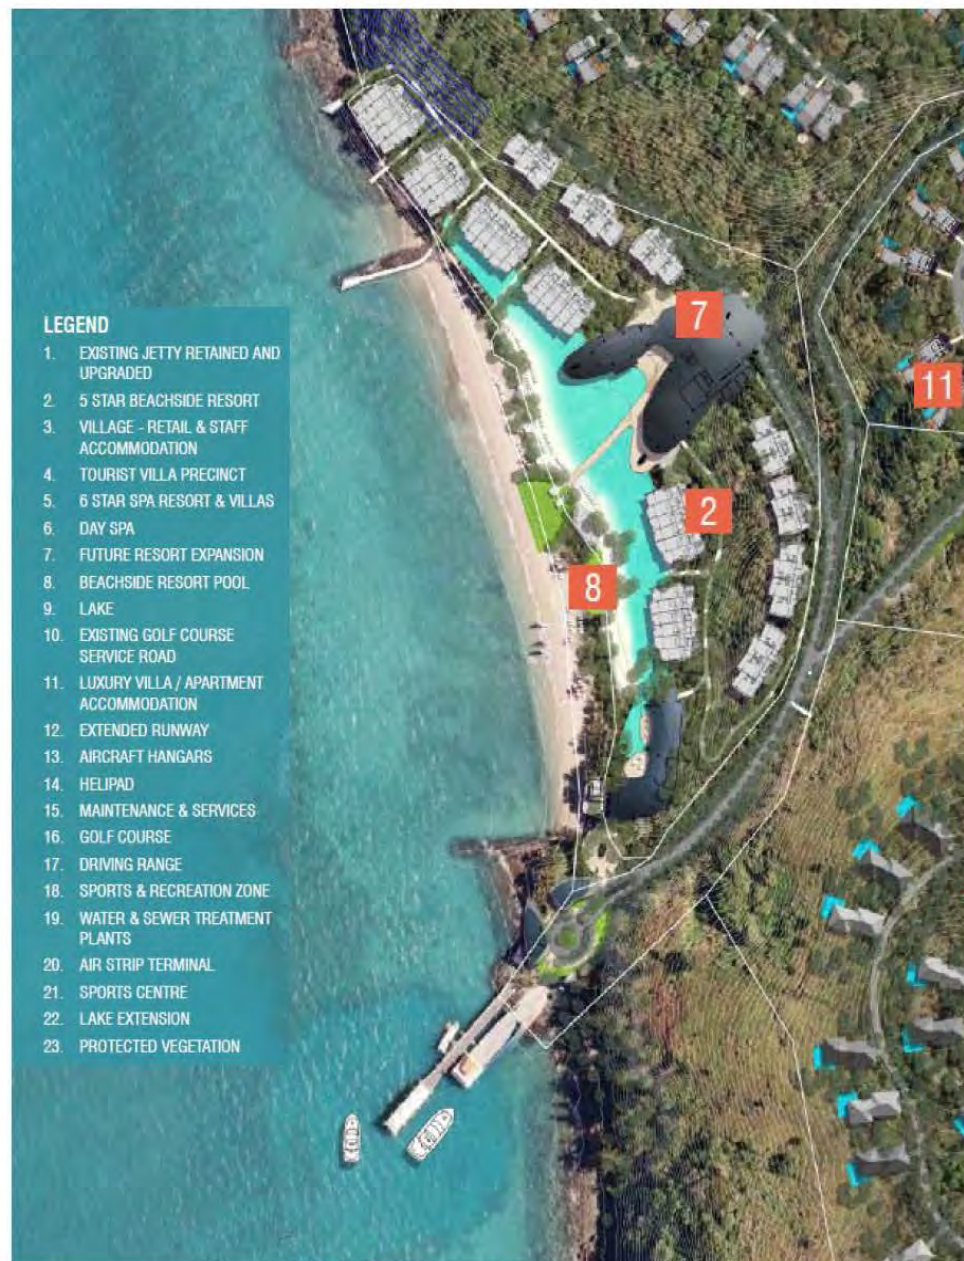 LEGEND
1. EXISTING JETTY RETAINED AND
UPGRADED
2. 5 STAR BEACHSIDE RESORT
3. VILLAGE - RETAIL & STAFF
ACCOMMODATION
4. TOURIST VILLA PRECINCT
5. 6 STAR SPA RESORT & VILLAS
6. DAY SPA
7. FUTURE RESORT EXPANSION
8. BEACHSIDE RESORT POOL
9. LAKE
10. EXISTING GOLF COURSE
SERVICE ROAD
11. LUXURY VILLA / APARTMENT
ACCOMMODATION
12. EXTENDED RUNWAY
13. AIRCRAFT HANGARS
14. HELIPAD
15. MAINTENANCE & SERVICES
16. GOLF COURSE
17. DRIVING RANGE
18. SPORTS & RECREATION ZONE
19. WATER & SEWER TREATMENT
PLANTS
20. AIR STRIP TERMINAL
21. SPORTS CENTRE
22. LAKE EXTENSION
23. PROTECTED VEGETATION
7
11
2
8